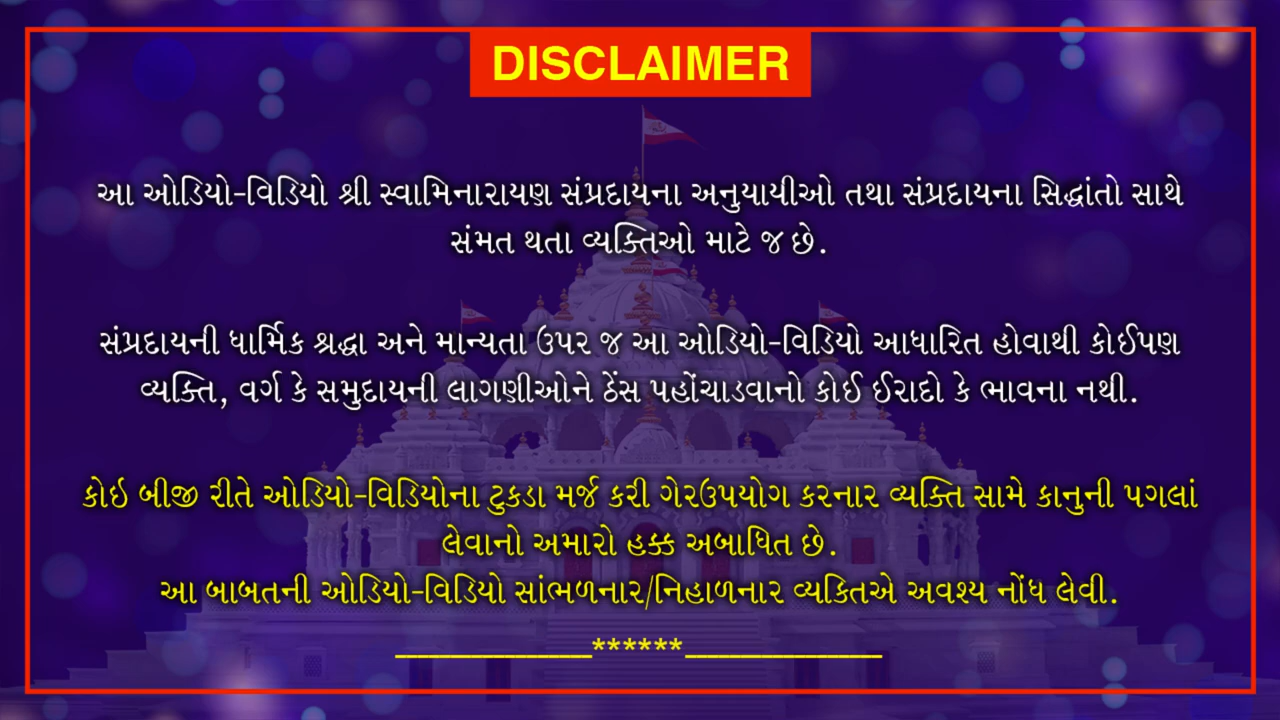 DISCLAIMER
આ ઓડિયો-વિડિયો શ્રી સ્વામિનારાયણ સંપ્રદાયના અનુયાયીઓ તથા સંપ્રદાયના સિદ્ધાંતો સાથે
સંમત થતા વ્યક્તિઓ માટે જ છે.
સંપ્રદાયની ધાર્મિક શ્રદ્ધા અને માન્યતા ઉપર જ આ ઓડિયો-વિડિયો આધારિત હોવાથી કોઈપણ
વ્યક્તિ, વર્ગ કે સમુદાયની લાગણીઓને ઠેંસ પહોંચાડવાનો કોઈ ઈરાદો કે ભાવના નથી.
કોઇ બીજી રીતે ઓડિયો-વિડિયોના ટુકડા મર્જ કરી ગેરઉપયોગ કરનાર વ્યક્તિ સામે કાનુની પગલાં
લેવાનો અમારો હક્ક અબાધિત છે.
આ બાબતની ઓડિયો-વિડિયો સાંભળનાર/નિહાળનાર વ્યકિતએ અવશ્ય નોંધ લેવી.
_______________******_______________